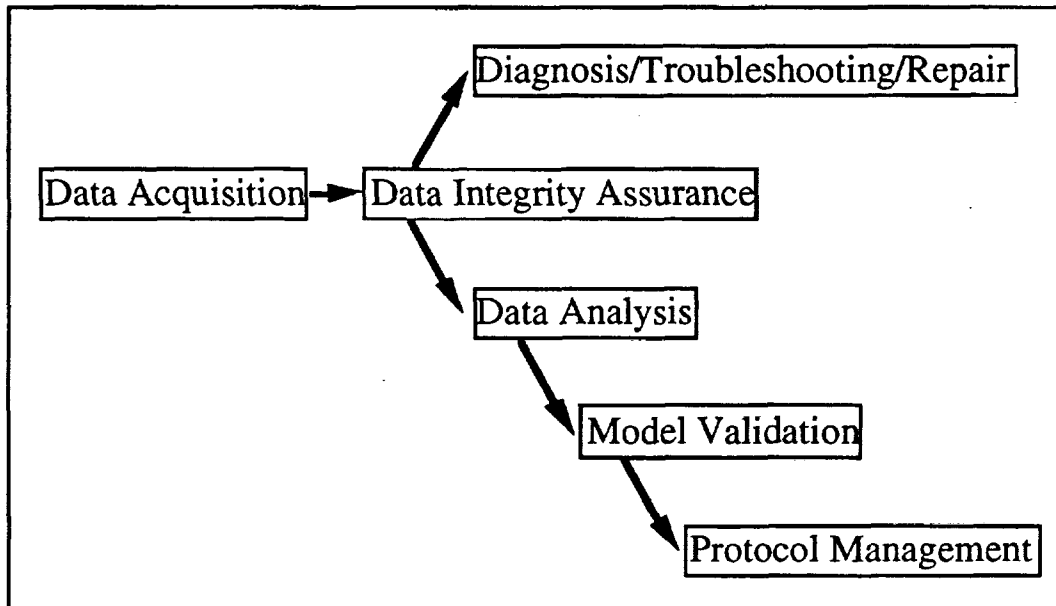 Diagnosis/Troubleshooting/Repair
Data Acquisition
Data Integrity Assurance
Data Analysis
Model Validation
Protocol Management